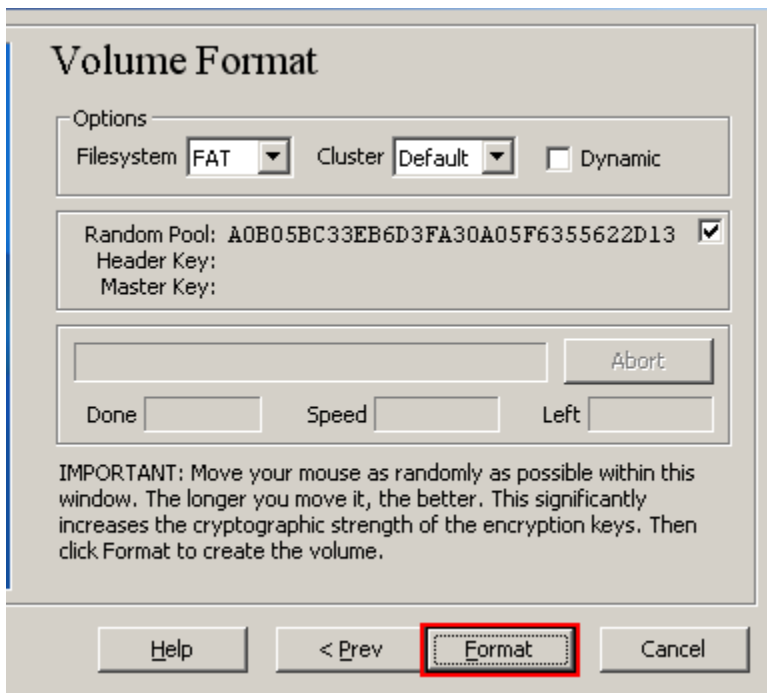 Volume Format
Options
Filesystem FAT Cluster Default Dynamic
Random Pool: A0B05BC33EB6D3FA30A05F6355622D13
Header Key:
Master Key:
Abort
Done Speed Left
IMPORTANT: Move your mouse as randomly as possible within this
window. The longer you move it, the better. This significantly
increases the cryptographic strength of the encryption keys. Then
click Format to create the volume.
Help < Prev Format Cancel